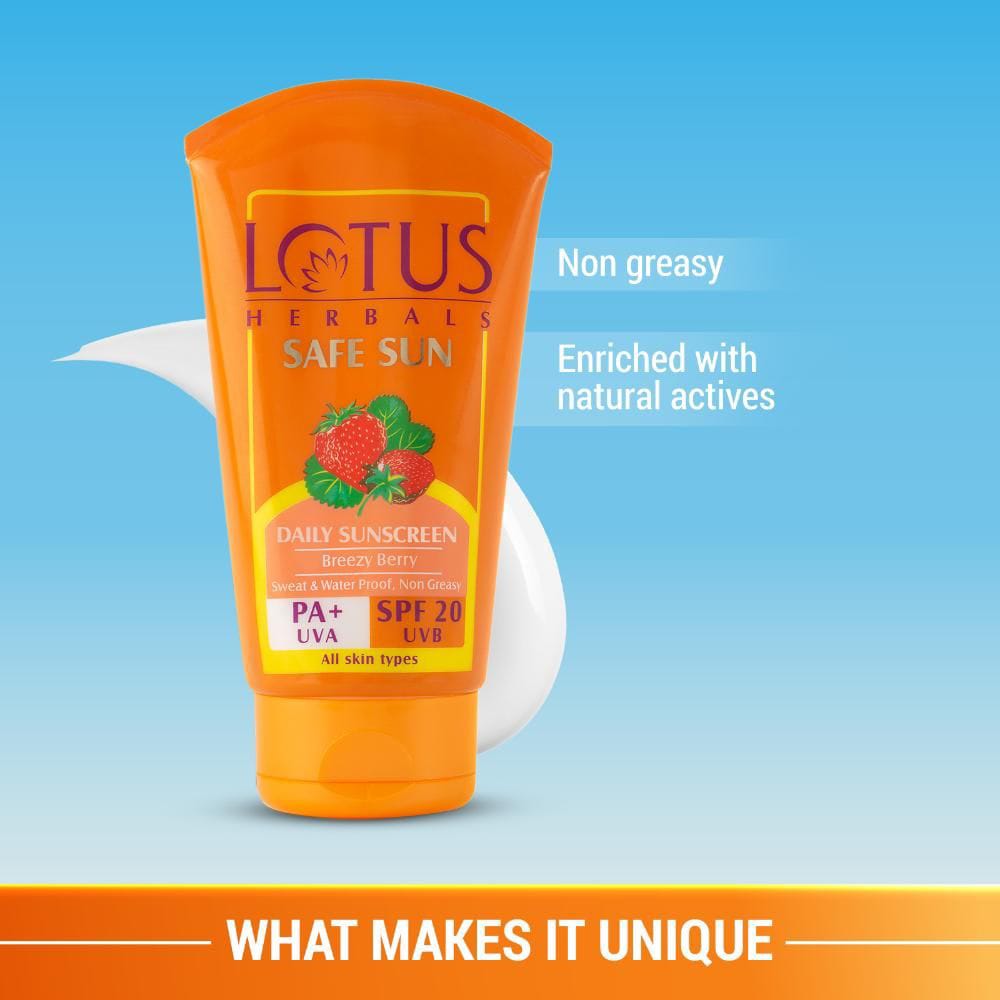 LOTUS
HERBALS
SAFE SUN
DAILY SUNSCREEN
Breezy Berry
Sweat & Water Proof, Non Greasy
PA+ SPF 20
UVA UVB
All skin types
Non greasy
Enriched with
natural actives
WHAT MAKES IT UNIQUE